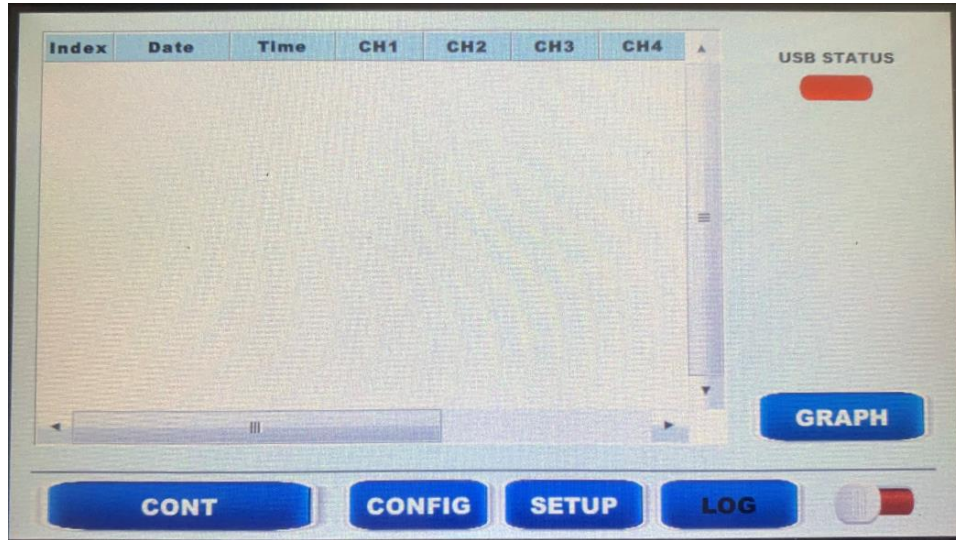 Index Date Time CH1 CH2 CH3 CH4
USB STATUS
GRAPH
CONT CONFIG SETUP LOG